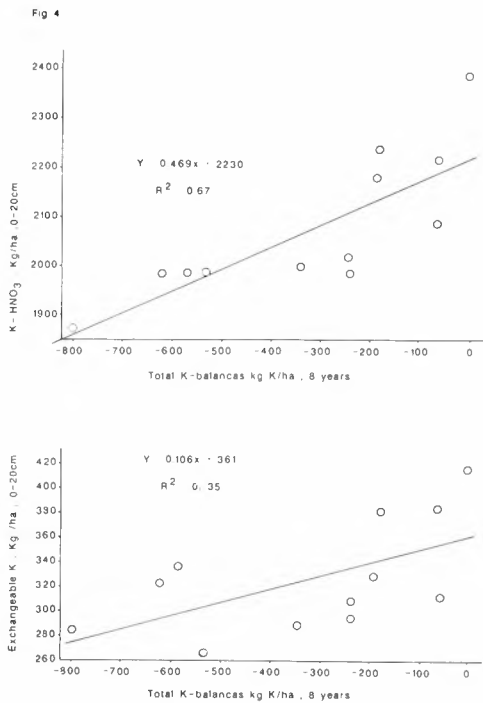 Fig 4
2400
2300
2200
2100
2000
1900
K - HNO3 Kg/ha ,0-20cm
Y 0.469x · 2230
R2 0.67
-800 -700 -600 -500 -400 -300 -200 -100 0
Total K-balancas kg K/ha , 8 years
420
380
360
340
320
300
280
260
Exchangeable K , Kg /ha , 0-20cm
Y 0.106x · 361
R2 0.35
-900 -800 -700 -600 -500 -400 -300 -200 -100 0
Total K-balancas kg K/ha , 8 years